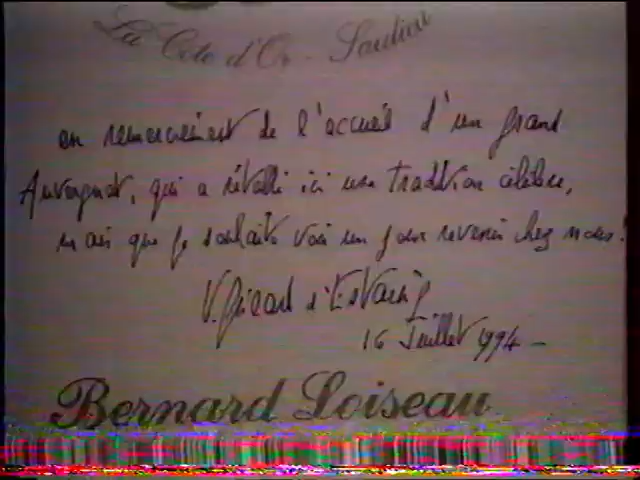 La Côte d'Or - Saulieu
en remerciement de l'accueil d'un grand
Auvergnat, qui a rétabli ici une tradition célèbre,
mais que je souhaite voir un jour revenir chez nous!
V. Giscard d'Estaing
16 Juillet 1994 -
Bernard Loiseau